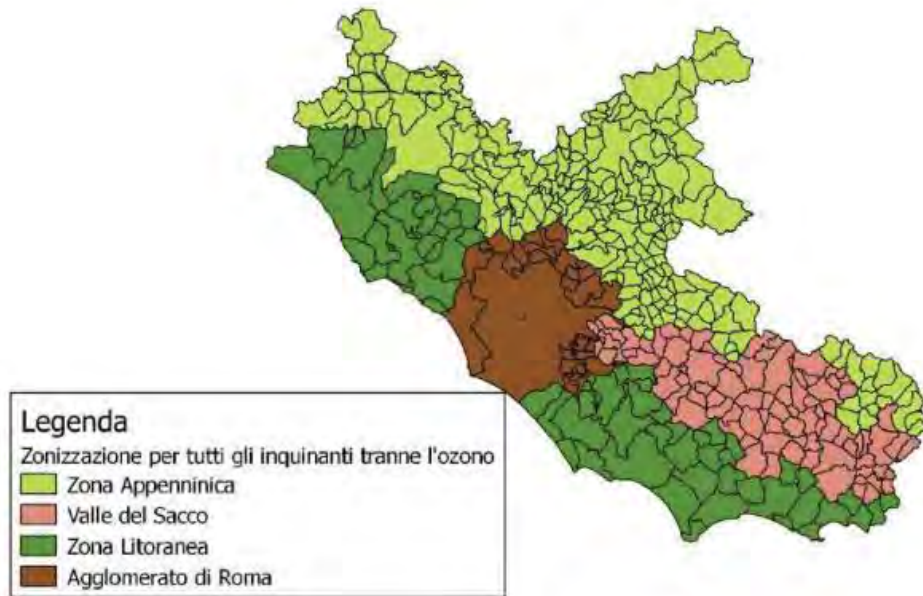 Legenda
Zonizzazione per tutti gli inquinanti tranne l'ozono
Zona Appenninica
Valle del Sacco
Zona Litoranea
Agglomerato di Roma